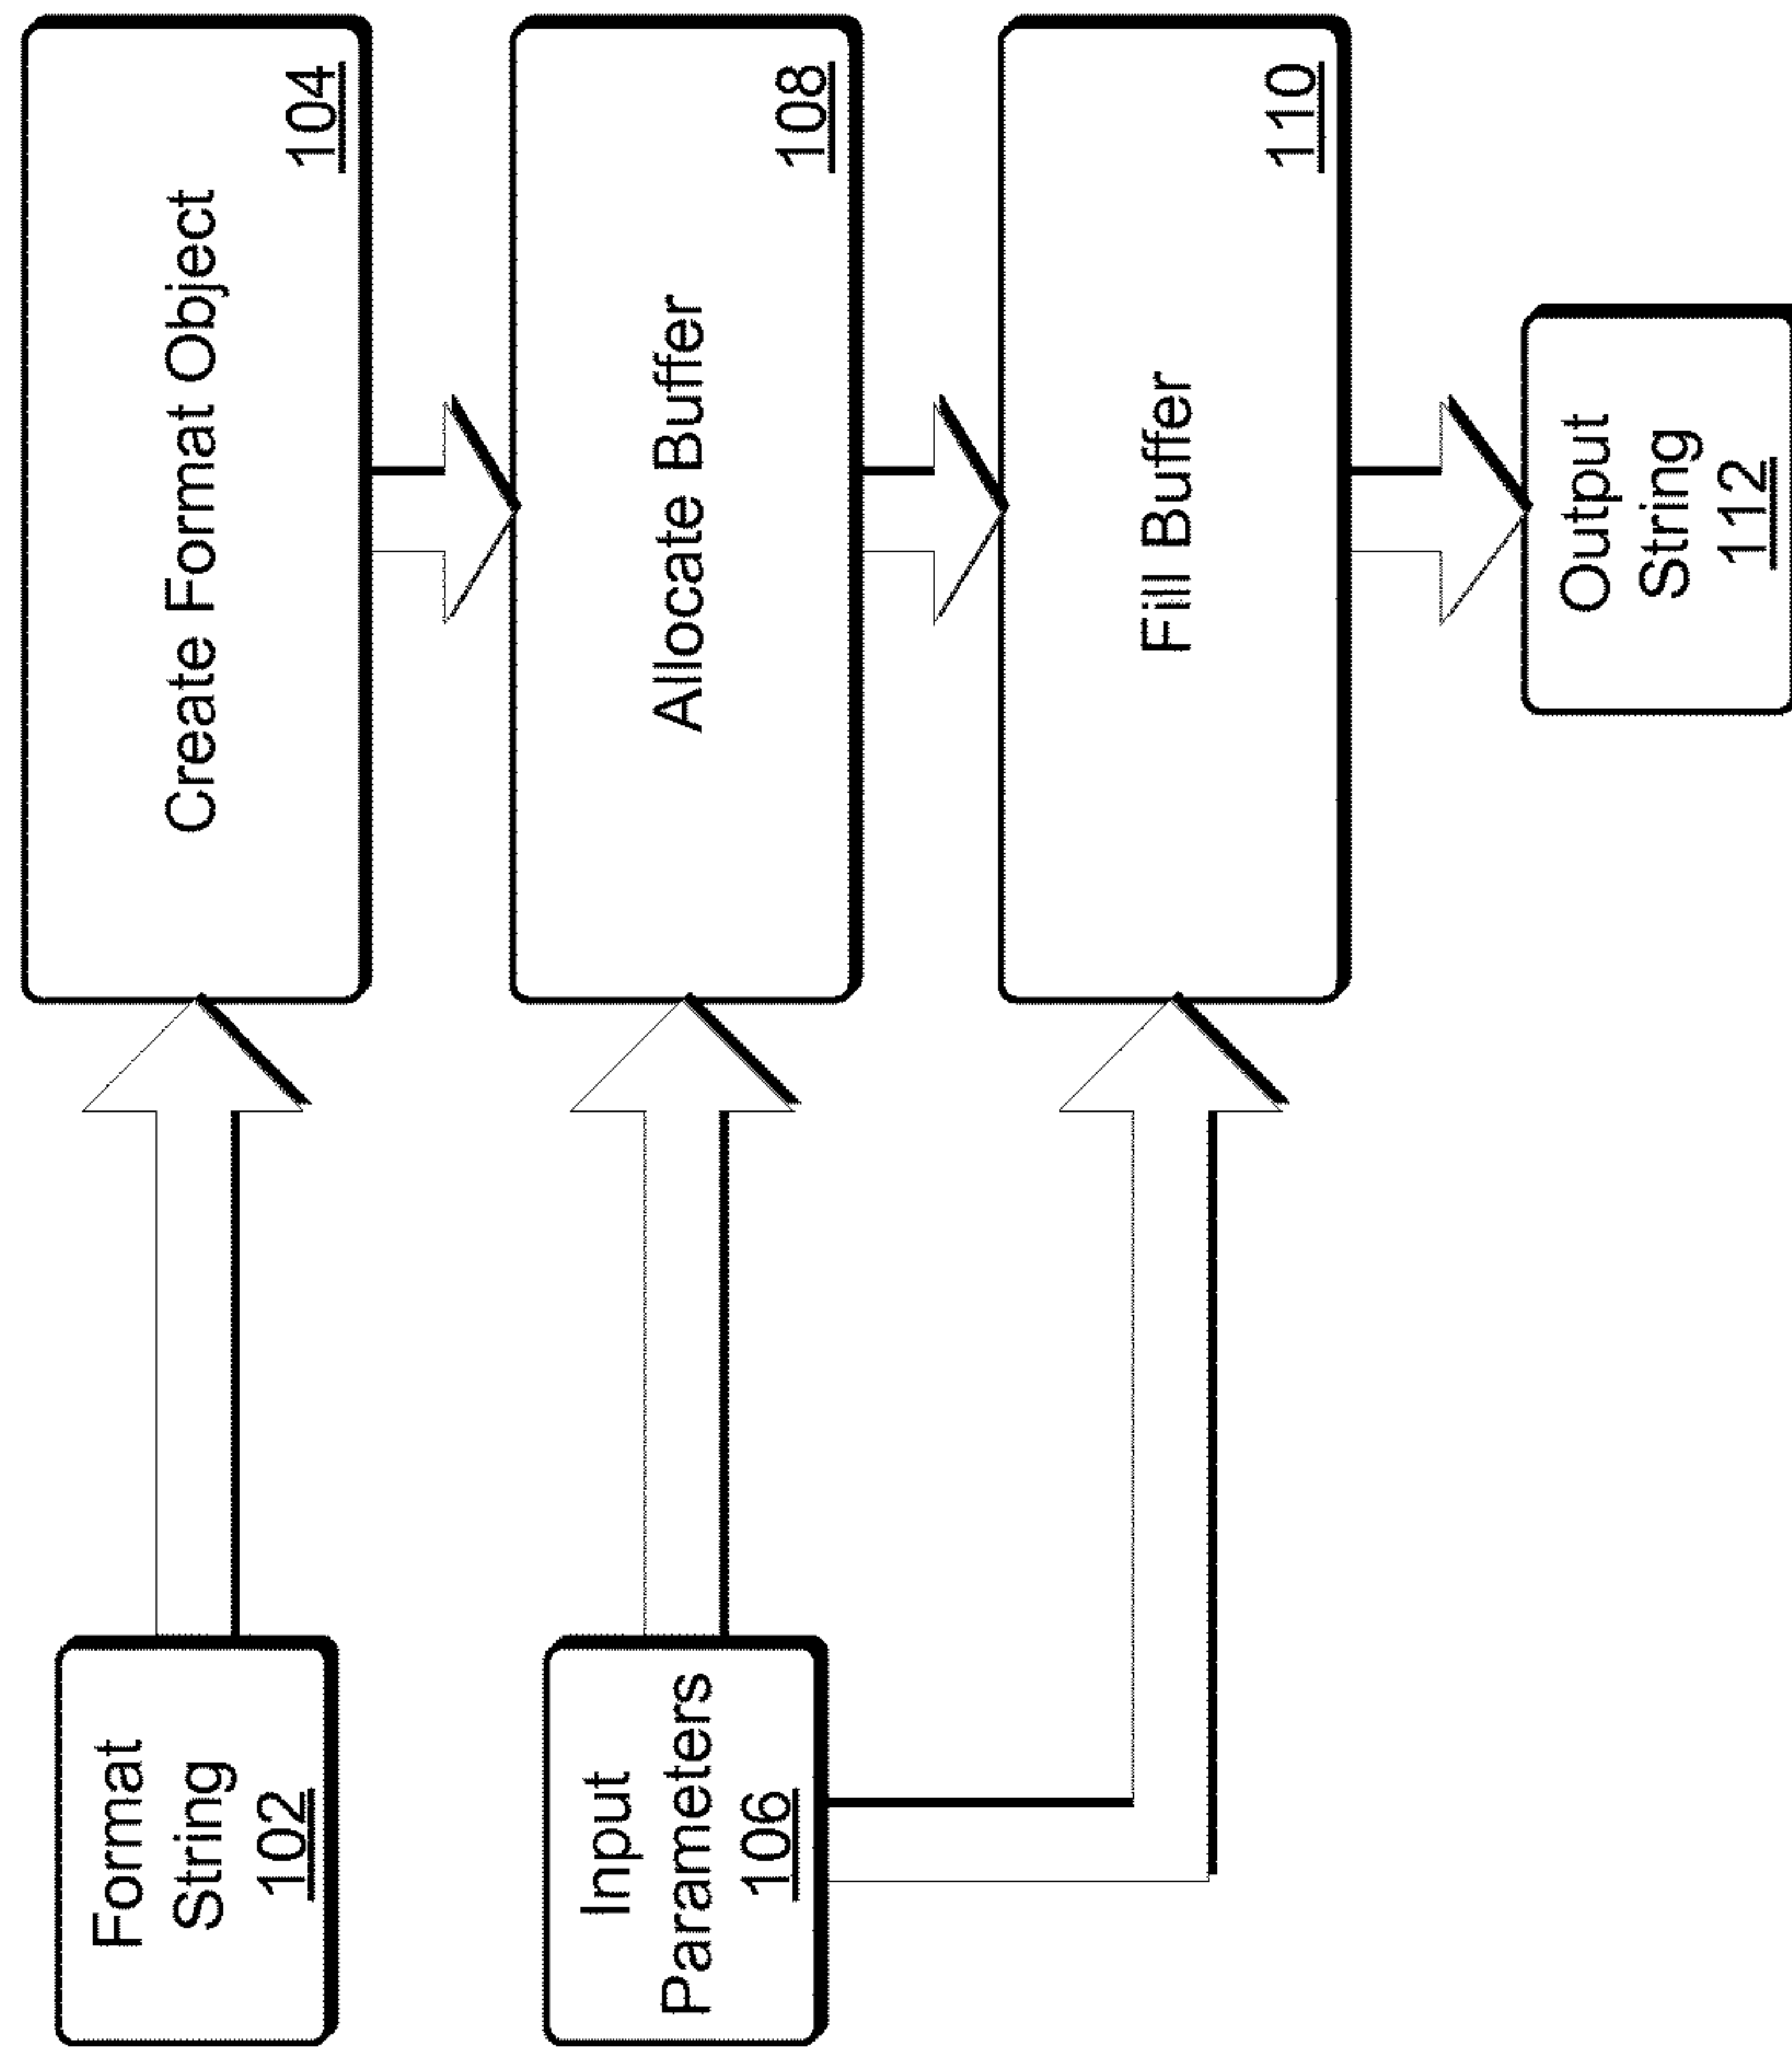 Format
String
102
Create Format Object
104
Input
Parameters
106
Allocate Buffer
108
Fill Buffer
110
Output
String
112